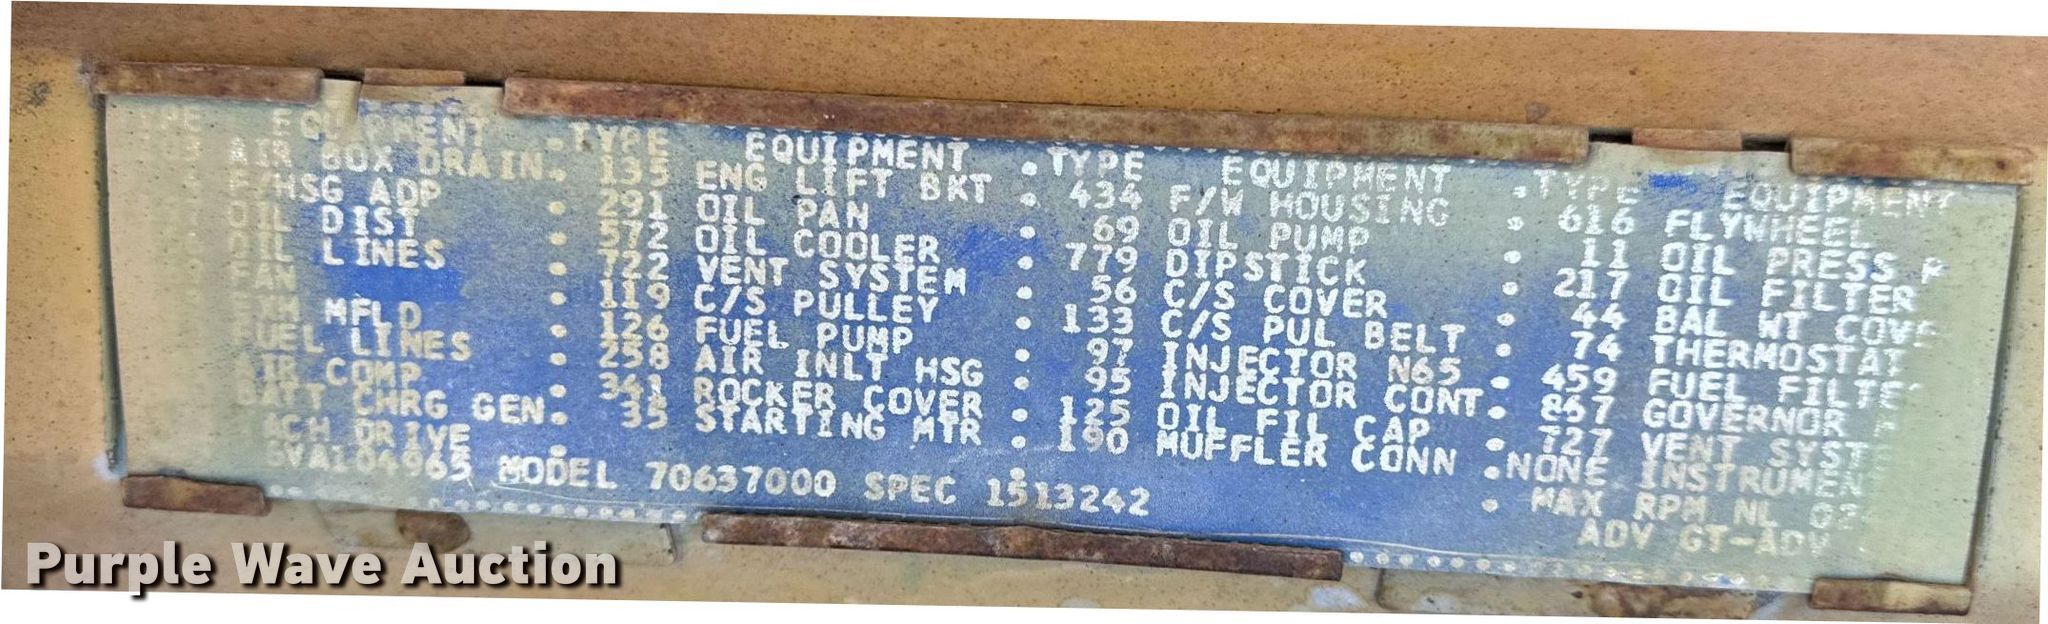 EQUIPMENT . TYPE EQUIPMENT . TYPE EQUIPMENT . TYPE EQUIPMENT
AIR BOX DRAIN. 135 ENG LIFT BKT . 434 F/W HOUSING . 616 FLYWHEEL
F/HSG ADP . 291 OIL PAN . 69 OIL PUMP . 11 OIL PRESS
OIL DIST . 572 OIL COOLER . 779 DIPSTICK . 217 OIL FILTER
OIL LINES . 722 VENT SYSTEM . 56 C/S COVER . 44 BAL WT COV
FAN . 119 C/S PULLEY . 133 C/S PUL BELT . 74 THERMOSTAT
EXH MFLD . 126 FUEL PUMP . 97 INJECTOR N65 . 459 FUEL FILTE
FUEL LINES . 258 AIR INLT HSG . 95 INJECTOR CONT. 867 GOVERNOR
AIR COMP . 341 ROCKER COVER . 125 OIL FIL CAP . 727 VENT SYST
BATT CHRG GEN. 35 STARTING MTR . 190 MUFFLER CONN .NONE INSTRUMEN
ACH DRIVE . . . MAX RPM NL
6VA104965 MODEL 70637000 SPEC 1513242 ADV GT-ADV
Purple Wave Auction